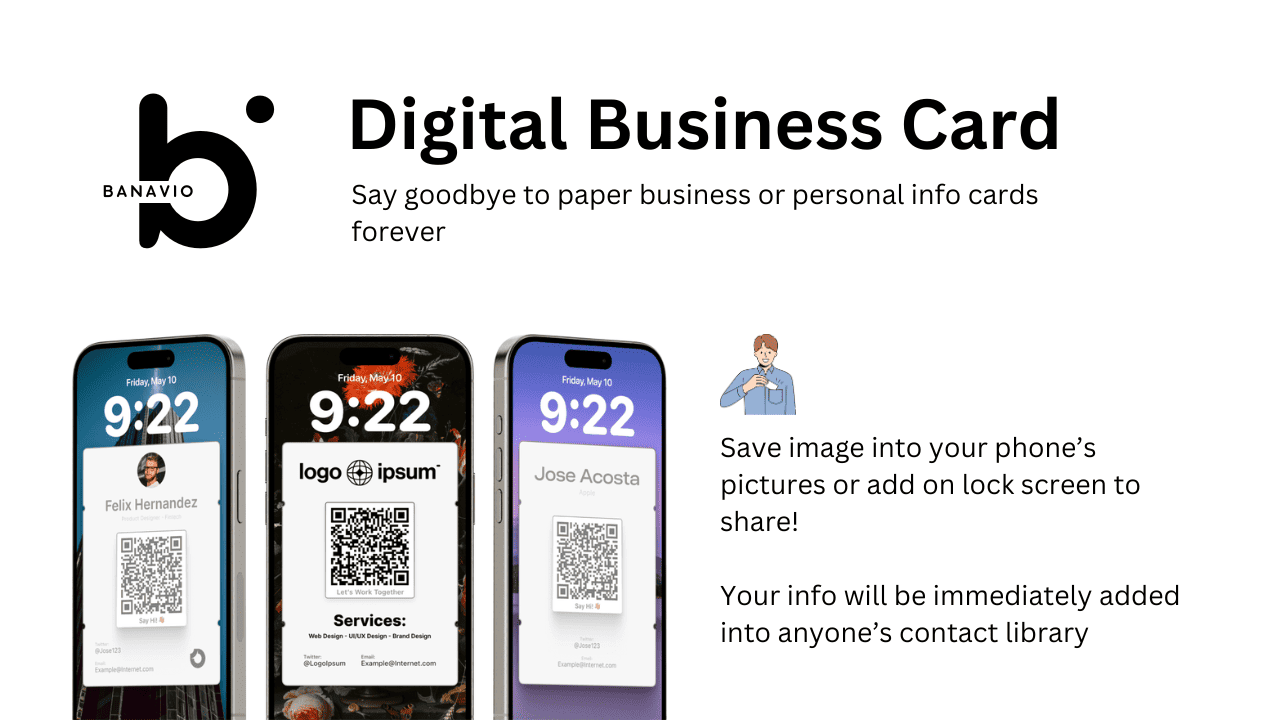 BANAVIO
Digital Business Card
Say goodbye to paper business or personal info cards
forever
Friday, May 10
9:22
Felix Hernandez
Say Hi!
Twitter:
@Jose123
Email:
Example@Internet.com
Friday, May 10
9:22
logo ipsum
Let's Work Together
Services:
Web Design - UI/UX Design - Brand Design
Twitter:
@LogoIpsum
Email:
Example@Internet.com
Friday, May 10
9:22
Jose Acosta
Apple
Say Hi!
Twitter:
@Jose123
Email:
Example@Internet.com
Save image into your phone’s
pictures or add on lock screen to
share!
Your info will be immediately added
into anyone’s contact library